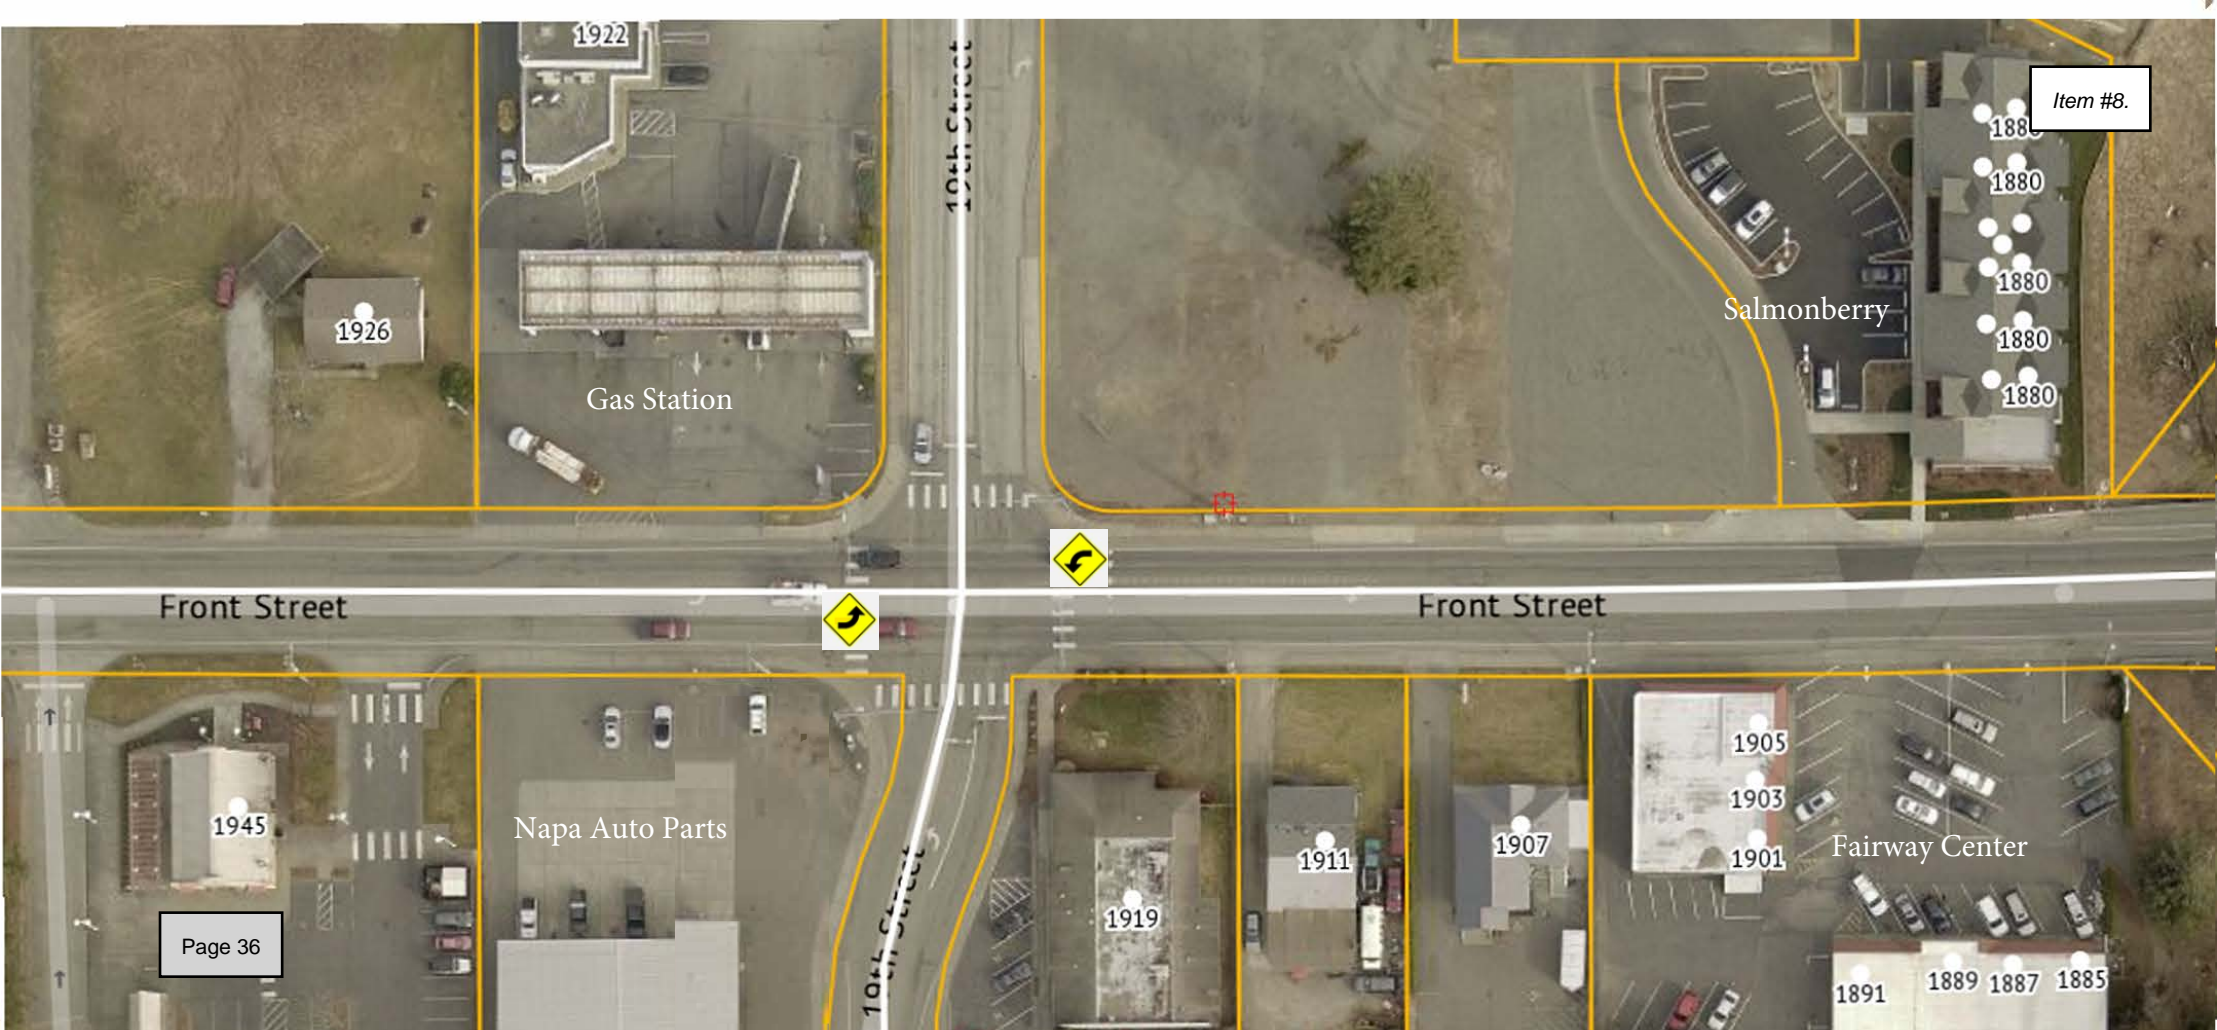 1922
19th Street
Item #8.
1880
1880
1880
1880
1880
1926
Salmonberry
Gas Station
Front Street
Front Street
1945
Napa Auto Parts
19th Street
1919
1911
1907
1905
1903
1901
Fairway Center
Page 36
1891
1889
1887
1885